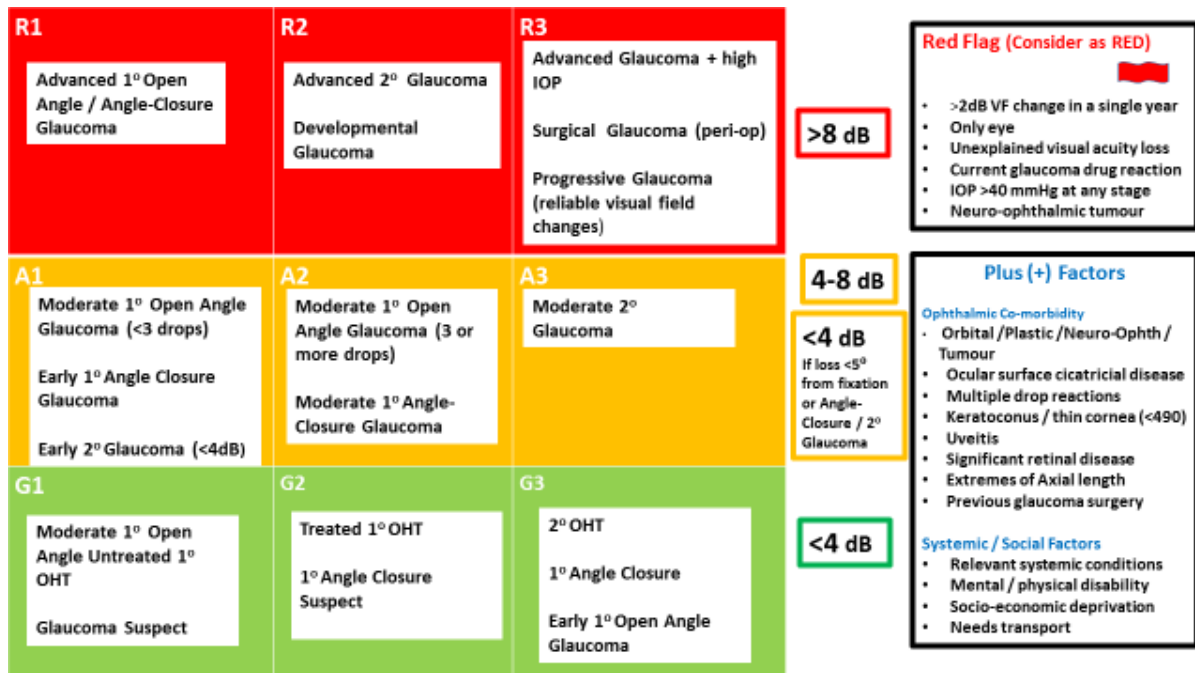 R1
Advanced 1º Open
Angle / Angle-Closure
Glaucoma
R2
Advanced 2º Glaucoma
Developmental
Glaucoma
R3
Advanced Glaucoma + high
IOP
Surgical Glaucoma (peri-op)
Progressive Glaucoma
(reliable visual field
changes)
>8 dB
Red Flag (Consider as RED)
• >2dB VF change in a single year
• Only eye
• Unexplained visual acuity loss
• Current glaucoma drug reaction
• IOP >40 mmHg at any stage
• Neuro-ophthalmic tumour
A1
Moderate 1º Open Angle
Glaucoma (<3 drops)
Early 1º Angle Closure
Glaucoma
Early 2º Glaucoma (<4dB)
A2
Moderate 1º Open
Angle Glaucoma (3 or
more drops)
Moderate 1º Angle-
Closure Glaucoma
A3
Moderate 2º
Glaucoma
4-8 dB
<4 dB
If loss <5º
from fixation
or Angle-
Closure / 2º
Glaucoma
G1
Moderate 1º Open
Angle Untreated 1º
OHT
Glaucoma Suspect
G2
Treated 1º OHT
1º Angle Closure
Suspect
G3
2º OHT
1º Angle Closure
Early 1º Open Angle
Glaucoma
<4 dB
Plus (+) Factors
Ophthalmic Co-morbidity
• Orbital /Plastic /Neuro-Ophth /
Tumour
• Ocular surface cicatricial disease
• Multiple drop reactions
• Keratoconus / thin cornea (<490)
• Uveitis
• Significant retinal disease
• Extremes of Axial length
• Previous glaucoma surgery
Systemic / Social Factors
• Relevant systemic conditions
• Mental / physical disability
• Socio-economic deprivation
• Needs transport